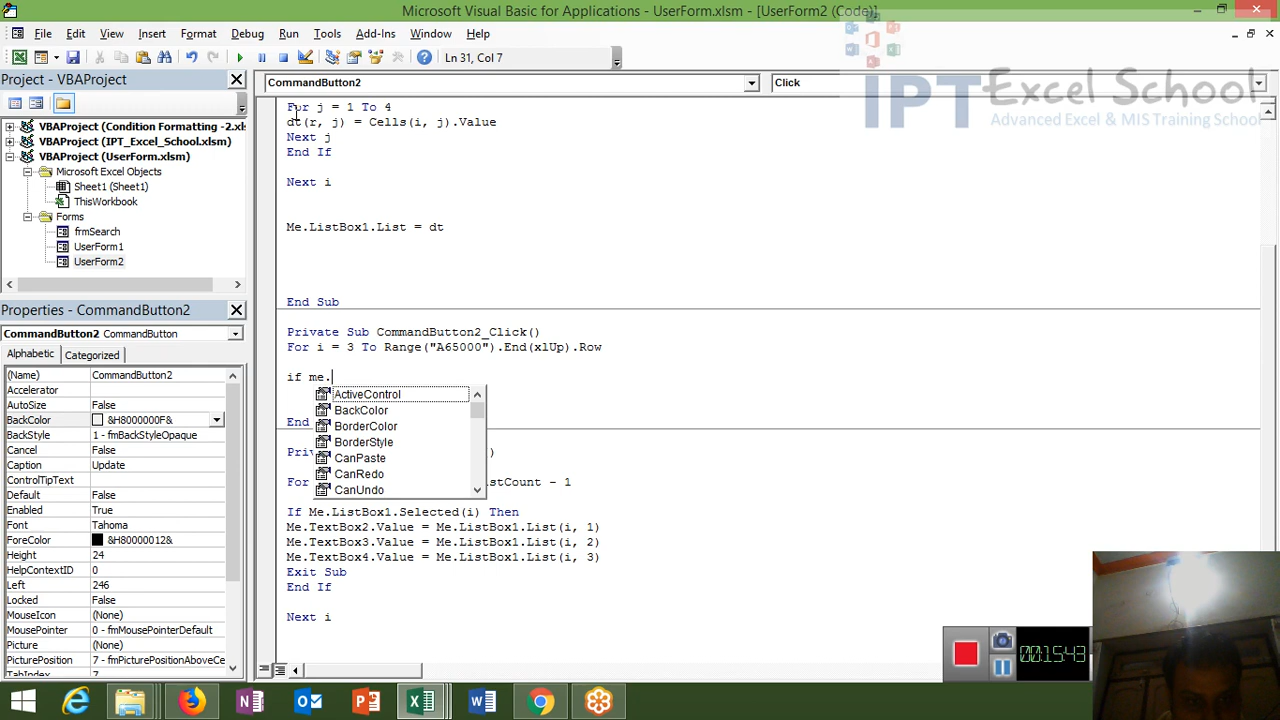 Microsoft Visual Basic for Applications - UserForm.xlsm - [UserForm2 (Code)]
File Edit View Insert Format Debug Run Tools Add-Ins Window Help
Ln 31, Col 7
IPT Excel School
Advanced Excel & MIS Training School
Project - VBAProject
VBAProject (Condition Formatting -2.xl
VBAProject (IPT_Excel_School.xlsm)
VBAProject (UserForm.xlsm)
Microsoft Excel Objects
Sheet1 (Sheet1)
ThisWorkbook
Forms
frmSearch
UserForm1
UserForm2
Properties - CommandButton2
CommandButton2 CommandButton
Alphabetic Categorized
(Name) CommandButton2
Accelerator
AutoSize False
BackColor &H8000000F&
BackStyle 1 - fmBackStyleOpaque
Cancel False
Caption Update
ControlTipText
Default False
Enabled True
Font Tahoma
ForeColor &H80000012&
Height 24
HelpContextID 0
Left 246
Locked False
MouseIcon (None)
MousePointer 0 - fmMousePointerDefault
Picture (None)
PicturePosition 7 - fmPicturePositionAboveCe
TabIndex 7
CommandButton2 Click
For j = 1 To 4
dt(r, j) = Cells(i, j).Value
Next j
End If
Next i
Me.ListBox1.List = dt
End Sub
Private Sub CommandButton2_Click()
For i = 3 To Range("A65000").End(xlUp).Row
if me.
ActiveControl
BackColor
BorderColor
BorderStyle
CanPaste
CanRedo
CanUndo
End
Priv )
For stCount - 1
If Me.ListBox1.Selected(i) Then
Me.TextBox2.Value = Me.ListBox1.List(i, 1)
Me.TextBox3.Value = Me.ListBox1.List(i, 2)
Me.TextBox4.Value = Me.ListBox1.List(i, 3)
Exit Sub
End If
Next i
00:15:43